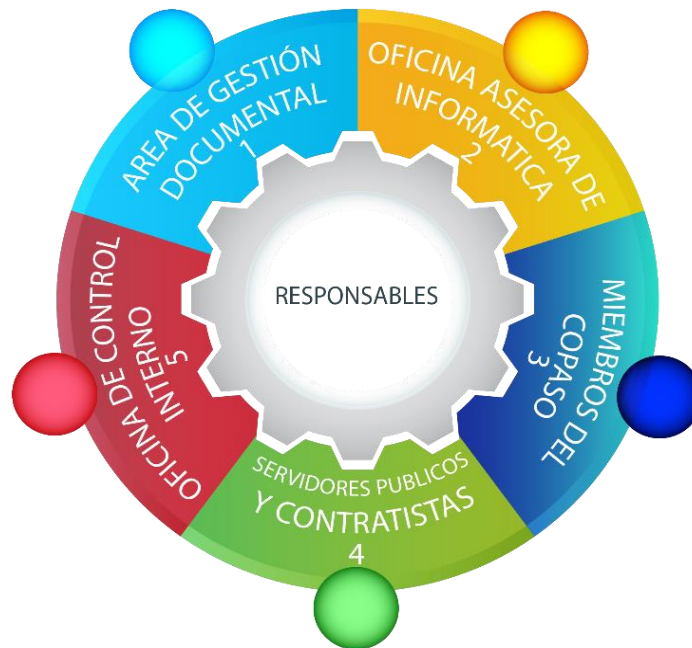 AREA DE GESTIÓN
DOCUMENTAL
1
OFICINA ASESORA DE
INFORMATICA
2
MIEMBROS DEL
COPASO
3
SERVIDORES PUBLICOS
Y CONTRATISTAS
4
OFICINA DE CONTROL
INTERNO
5
RESPONSABLES